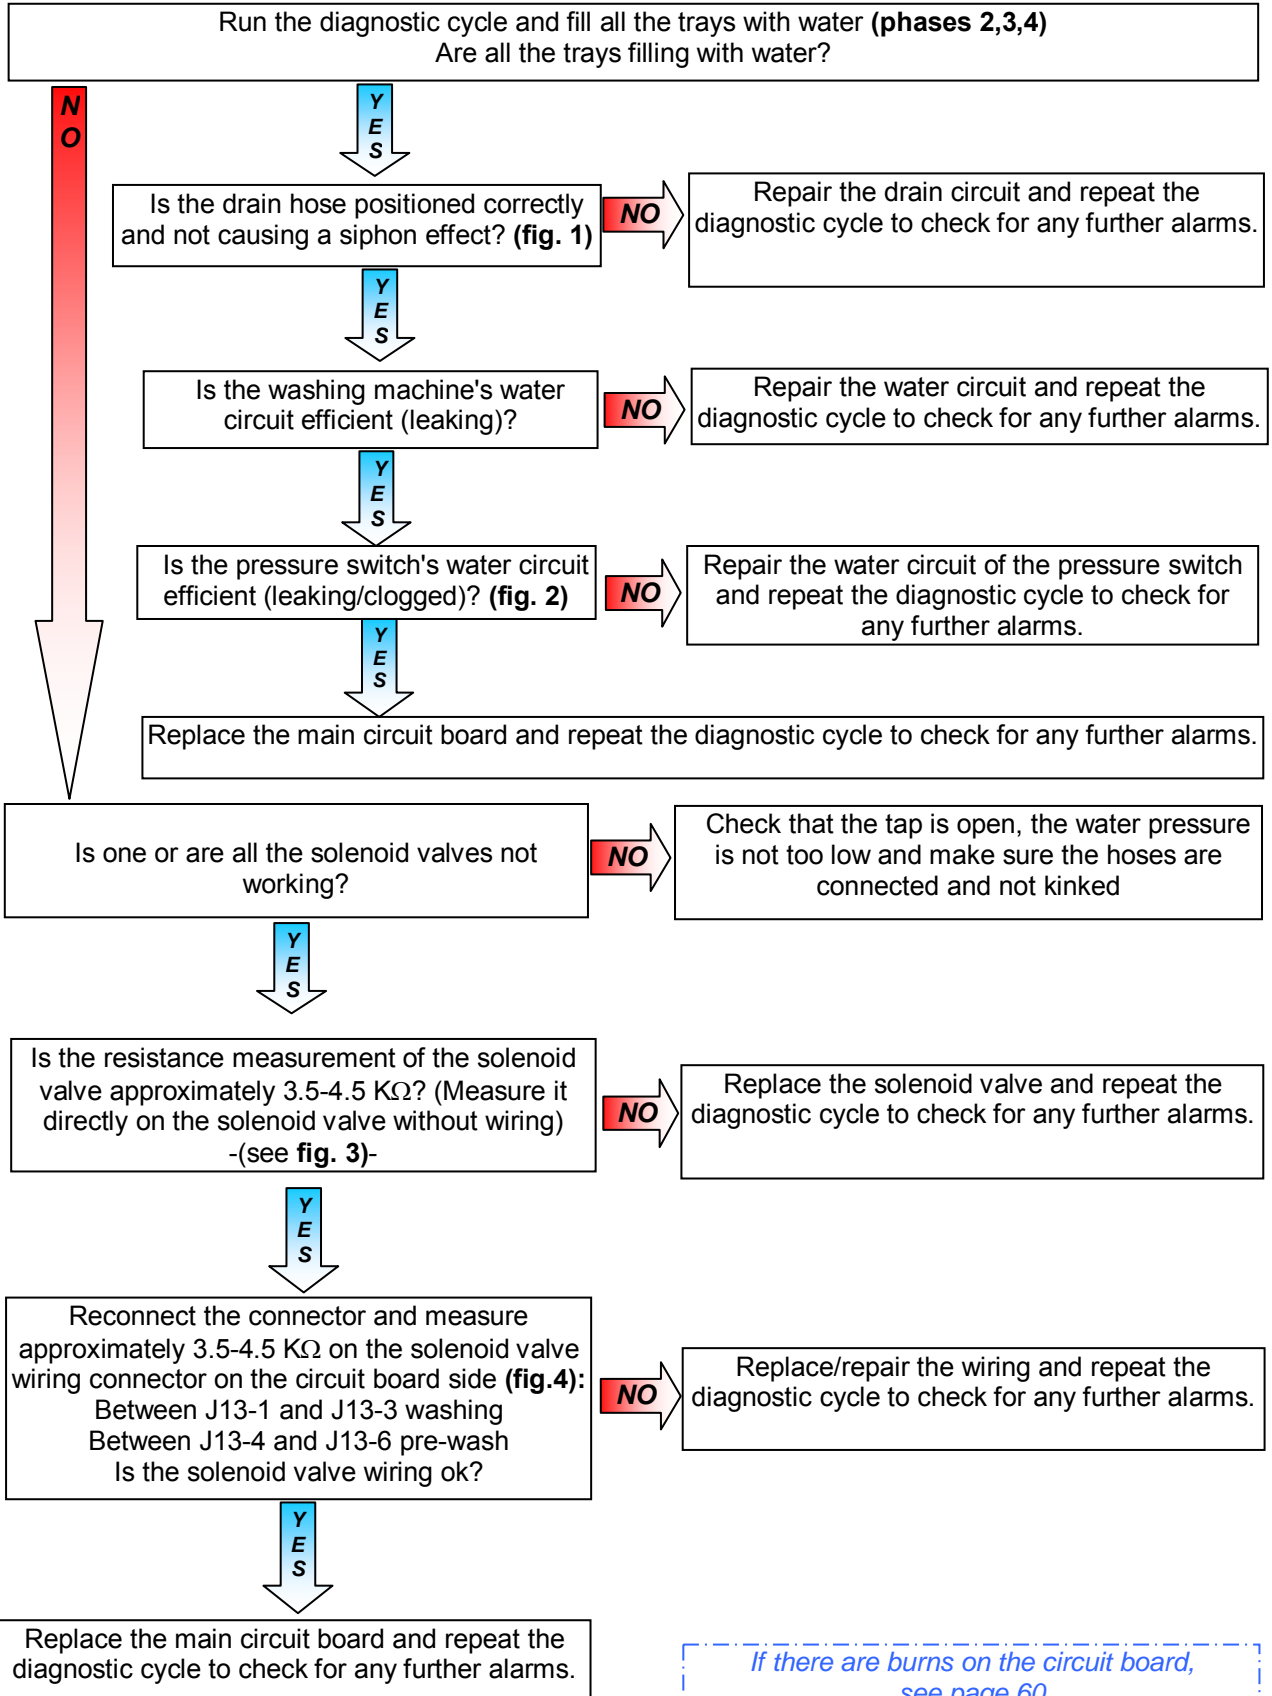 Run the diagnostic cycle and fill all the trays with water (phases 2,3,4)
Are all the trays filling with water?
NO
YES
Is the drain hose positioned correctly
and not causing a siphon effect? (fig. 1)
NO
Repair the drain circuit and repeat the
diagnostic cycle to check for any further alarms.
YES
Is the washing machine's water
circuit efficient (leaking)?
NO
Repair the water circuit and repeat the
diagnostic cycle to check for any further alarms.
YES
Is the pressure switch's water circuit
efficient (leaking/clogged)? (fig. 2)
NO
Repair the water circuit of the pressure switch
and repeat the diagnostic cycle to check for
any further alarms.
YES
Replace the main circuit board and repeat the diagnostic cycle to check for any further alarms.
Is one or are all the solenoid valves not
working?
NO
Check that the tap is open, the water pressure
is not too low and make sure the hoses are
connected and not kinked
YES
Is the resistance measurement of the solenoid
valve approximately 3.5-4.5 KΩ? (Measure it
directly on the solenoid valve without wiring)
-(see fig. 3)-
NO
Replace the solenoid valve and repeat the
diagnostic cycle to check for any further alarms.
YES
Reconnect the connector and measure
approximately 3.5-4.5 KΩ on the solenoid valve
wiring connector on the circuit board side (fig.4):
Between J13-1 and J13-3 washing
Between J13-4 and J13-6 pre-wash
Is the solenoid valve wiring ok?
NO
Replace/repair the wiring and repeat the
diagnostic cycle to check for any further alarms.
YES
Replace the main circuit board and repeat the
diagnostic cycle to check for any further alarms.
If there are burns on the circuit board,
see page 60